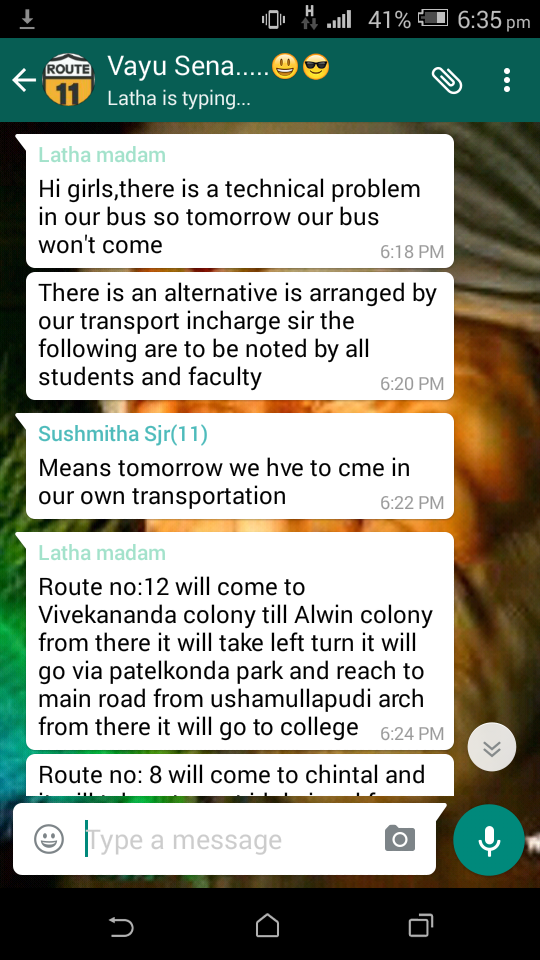 H
41%
6:35 pm
ROUTE
11
Vayu Sena.....😃😎
Latha is typing...
Latha madam
Hi girls,there is a technical problem
in our bus so tomorrow our bus
won't come
6:18 PM
There is an alternative is arranged by
our transport incharge sir the
following are to be noted by all
students and faculty
6:20 PM
Sushmitha Sjr(11)
Means tomorrow we hve to cme in
our own transportation
6:22 PM
Latha madam
Route no:12 will come to
Vivekananda colony till Alwin colony
from there it will take left turn it will
go via patelkonda park and reach to
main road from ushamullapudi arch
from there it will go to college
6:24 PM
Route no: 8 will come to chintal and
Type a message